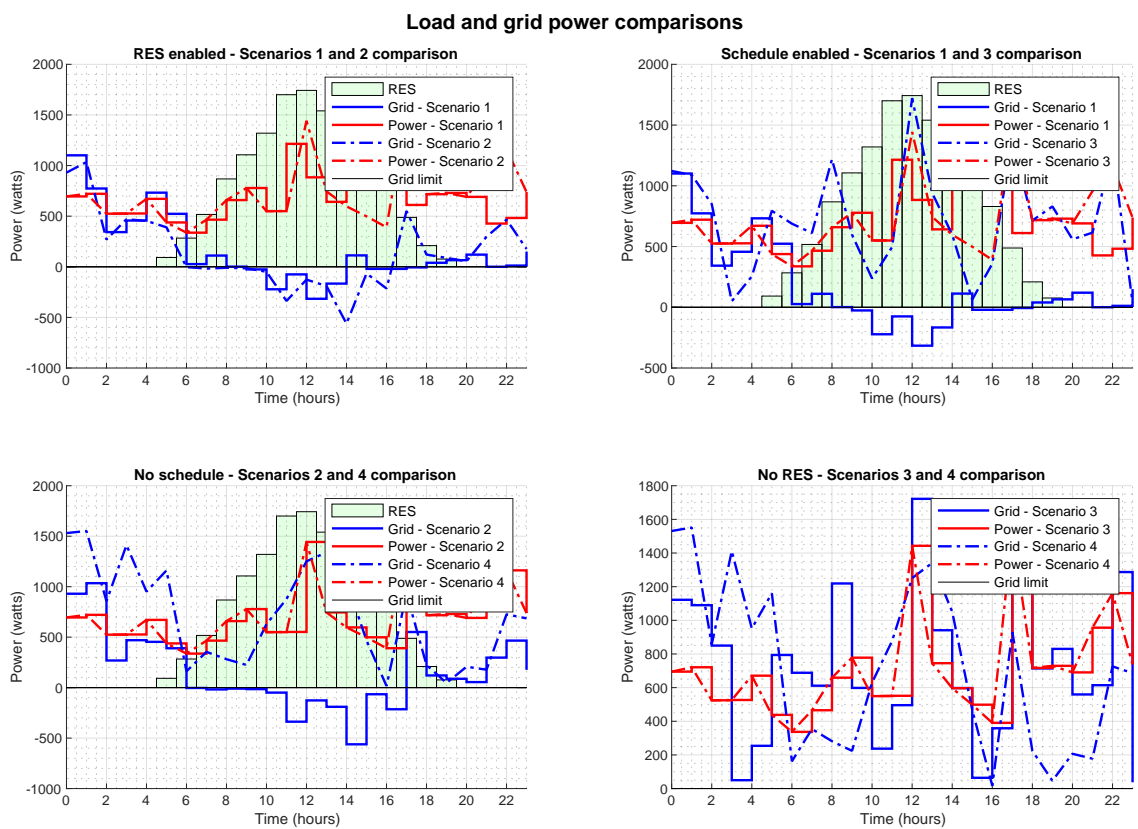 Load and grid power comparisons
RES enabled - Scenarios 1 and 2 comparison
2000
1500
1000
500
0
-500
-1000
Power (watts)
0 2 4 6 8 10 12 14 16 18 20 22
Time (hours)
RES
Grid - Scenario 1
Power - Scenario 1
Grid - Scenario 2
Power - Scenario 2
Grid limit
Schedule enabled - Scenarios 1 and 3 comparison
2000
1500
1000
500
0
-500
Power (watts)
0 2 4 6 8 10 12 14 16 18 20 22
Time (hours)
RES
Grid - Scenario 1
Power - Scenario 1
Grid - Scenario 3
Power - Scenario 3
Grid limit
No schedule - Scenarios 2 and 4 comparison
2000
1500
1000
500
0
-500
-1000
Power (watts)
0 2 4 6 8 10 12 14 16 18 20 22
Time (hours)
RES
Grid - Scenario 2
Power - Scenario 2
Grid - Scenario 4
Power - Scenario 4
Grid limit
No RES - Scenarios 3 and 4 comparison
1800
1600
1400
1200
1000
800
600
400
200
0
Power (watts)
0 2 4 6 8 10 12 14 16 18 20 22
Time (hours)
Grid - Scenario 3
Power - Scenario 3
Grid - Scenario 4
Power - Scenario 4
Grid limit